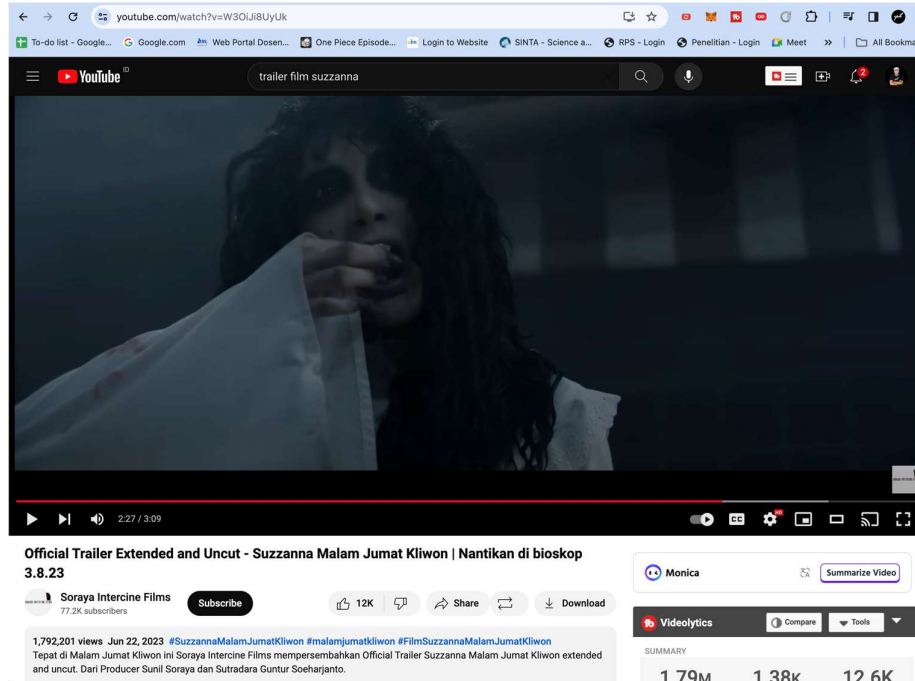 youtube.com/watch?v=W3OiJi8UyUk
To-do list - Google... Google.com Web Portal Dosen... One Piece Episode... Login to Website SINTA - Science a... RPS - Login Penelitian - Login Meet » All Bookma
YouTube ID trailer film suzzanna 2
2:27 / 3:09 CC HD
Official Trailer Extended and Uncut - Suzzanna Malam Jumat Kliwon | Nantikan di bioskop
3.8.23
Soraya Intercine Films
77.2K subscribers
Subscribe 12K Share Download
1,792,201 views Jun 22, 2023 #SuzzannaMalamJumatKliwon #malamjumatkliwon #FilmSuzzannaMalamJumatKliwon
Tepat di Malam Jumat Kliwon ini Soraya Intercine Films mempersembahkan Official Trailer Suzzanna Malam Jumat Kliwon extended
and uncut. Dari Producer Sunil Soraya dan Sutradara Guntur Soeharjanto.
Monica Summarize Video
Videolytics Compare Tools
SUMMARY
1.79M 1.38K 12.6K